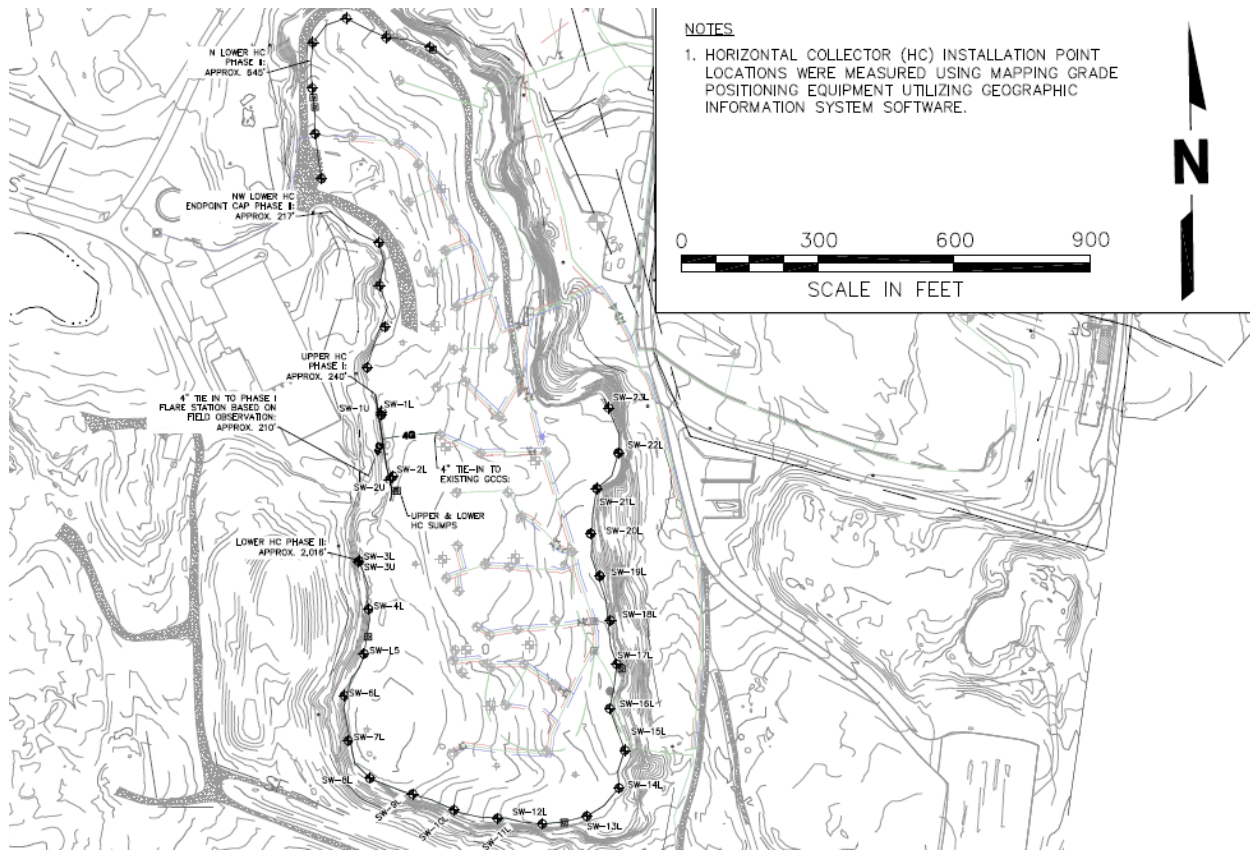 NOTES
1. HORIZONTAL COLLECTOR (HC) INSTALLATION POINT
LOCATIONS WERE MEASURED USING MAPPING GRADE
POSITIONING EQUIPMENT UTILIZING GEOGRAPHIC
INFORMATION SYSTEM SOFTWARE.
N
0 300 600 900
SCALE IN FEET
N LOWER HC
PHASE II:
APPROX. 645'
NW LOWER HC
ENDPOINT CAP PHASE II:
APPROX. 217'
UPPER HC
PHASE I:
APPROX. 240'
4" TIE IN TO PHASE I
FLARE STATION BASED ON
FIELD OBSERVATION:
APPROX. 210'
SW-1U
SW-1L
4"
SW-2L
SW-2U
4" TIE-IN TO
EXISTING GCCS:
UPPER & LOWER
HC SUMPS
LOWER HC PHASE II:
APPROX. 2,016'
SW-3L
SW-3U
SW-4L
SW-L5
SW-6L
SW-7L
SW-8L
SW-9L
SW-10L
SW-11L
SW-12L
SW-13L
SW-14L
SW-15L
SW-16L
SW-17L
SW-18L
SW-19L
SW-20L
SW-21L
SW-22L
SW-23L